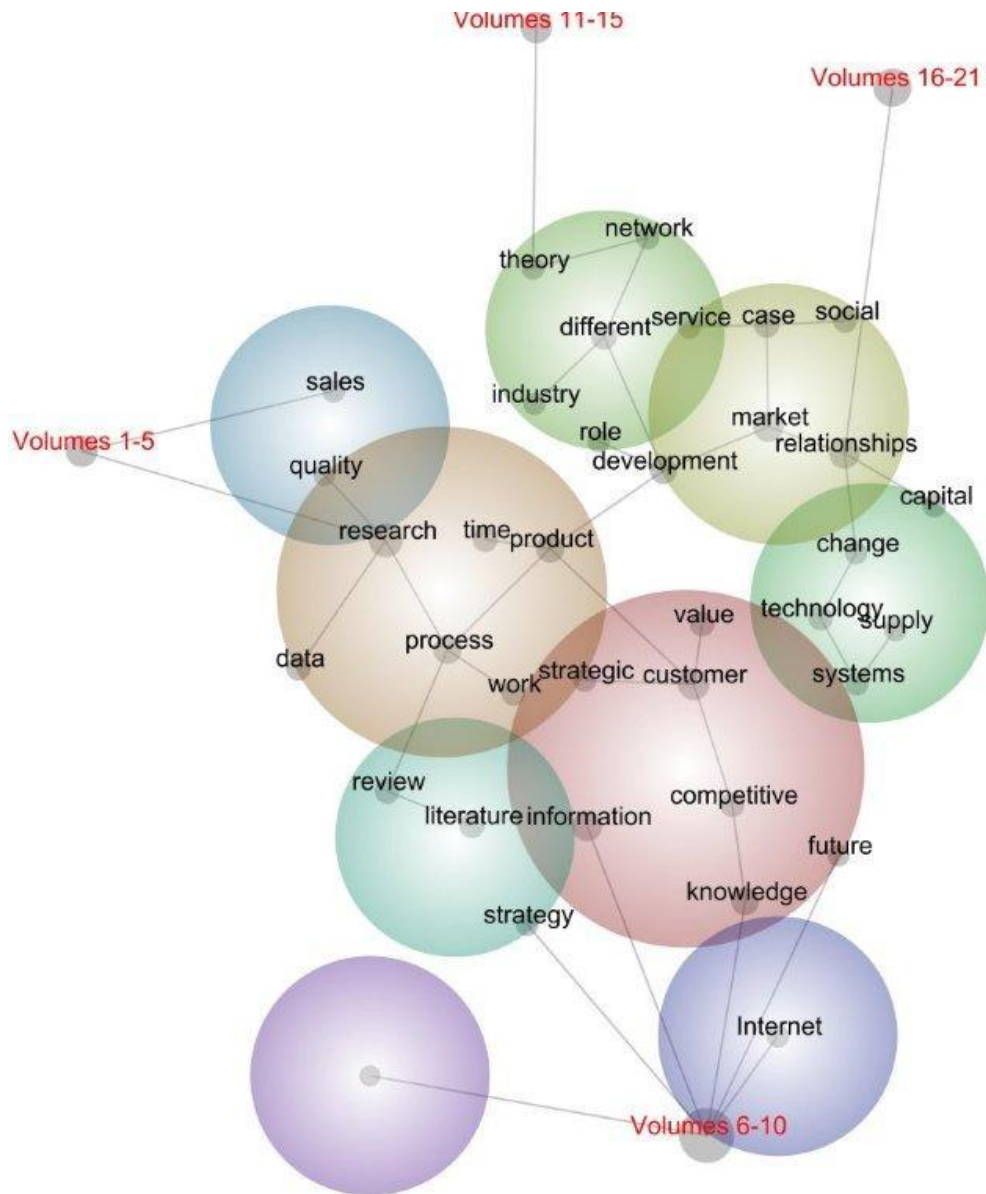 Volumes 11-15
Volumes 16-21
network
theory
service
case
social
different
industry
role
market
relationships
development
sales
Volumes 1-5
quality
capital
research
time
product
change
technology
supply
value
process
data
work
strategic
customer
systems
review
literature
information
competitive
future
knowledge
strategy
Internet
Volumes 6-10